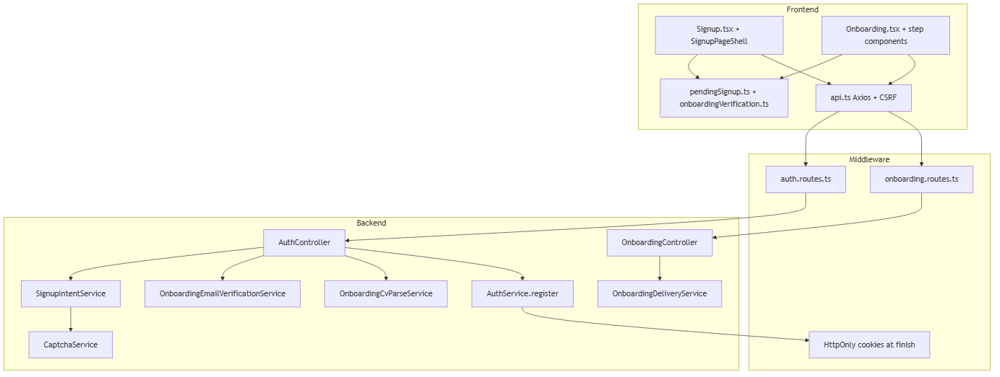 Frontend
Signup.tsx +
SignupPageShell
Onboarding.tsx + step
components
pendingSignup.ts +
onboardingVerification.ts
api.ts Axios + CSRF
Middleware
auth.routes.ts
onboarding.routes.ts
Backend
AuthController
OnboardingController
SignupIntentService
OnboardingEmailVerificationService
OnboardingCvParseService
AuthService.register
OnboardingDeliveryService
CaptchaService
HttpOnly cookies at finish